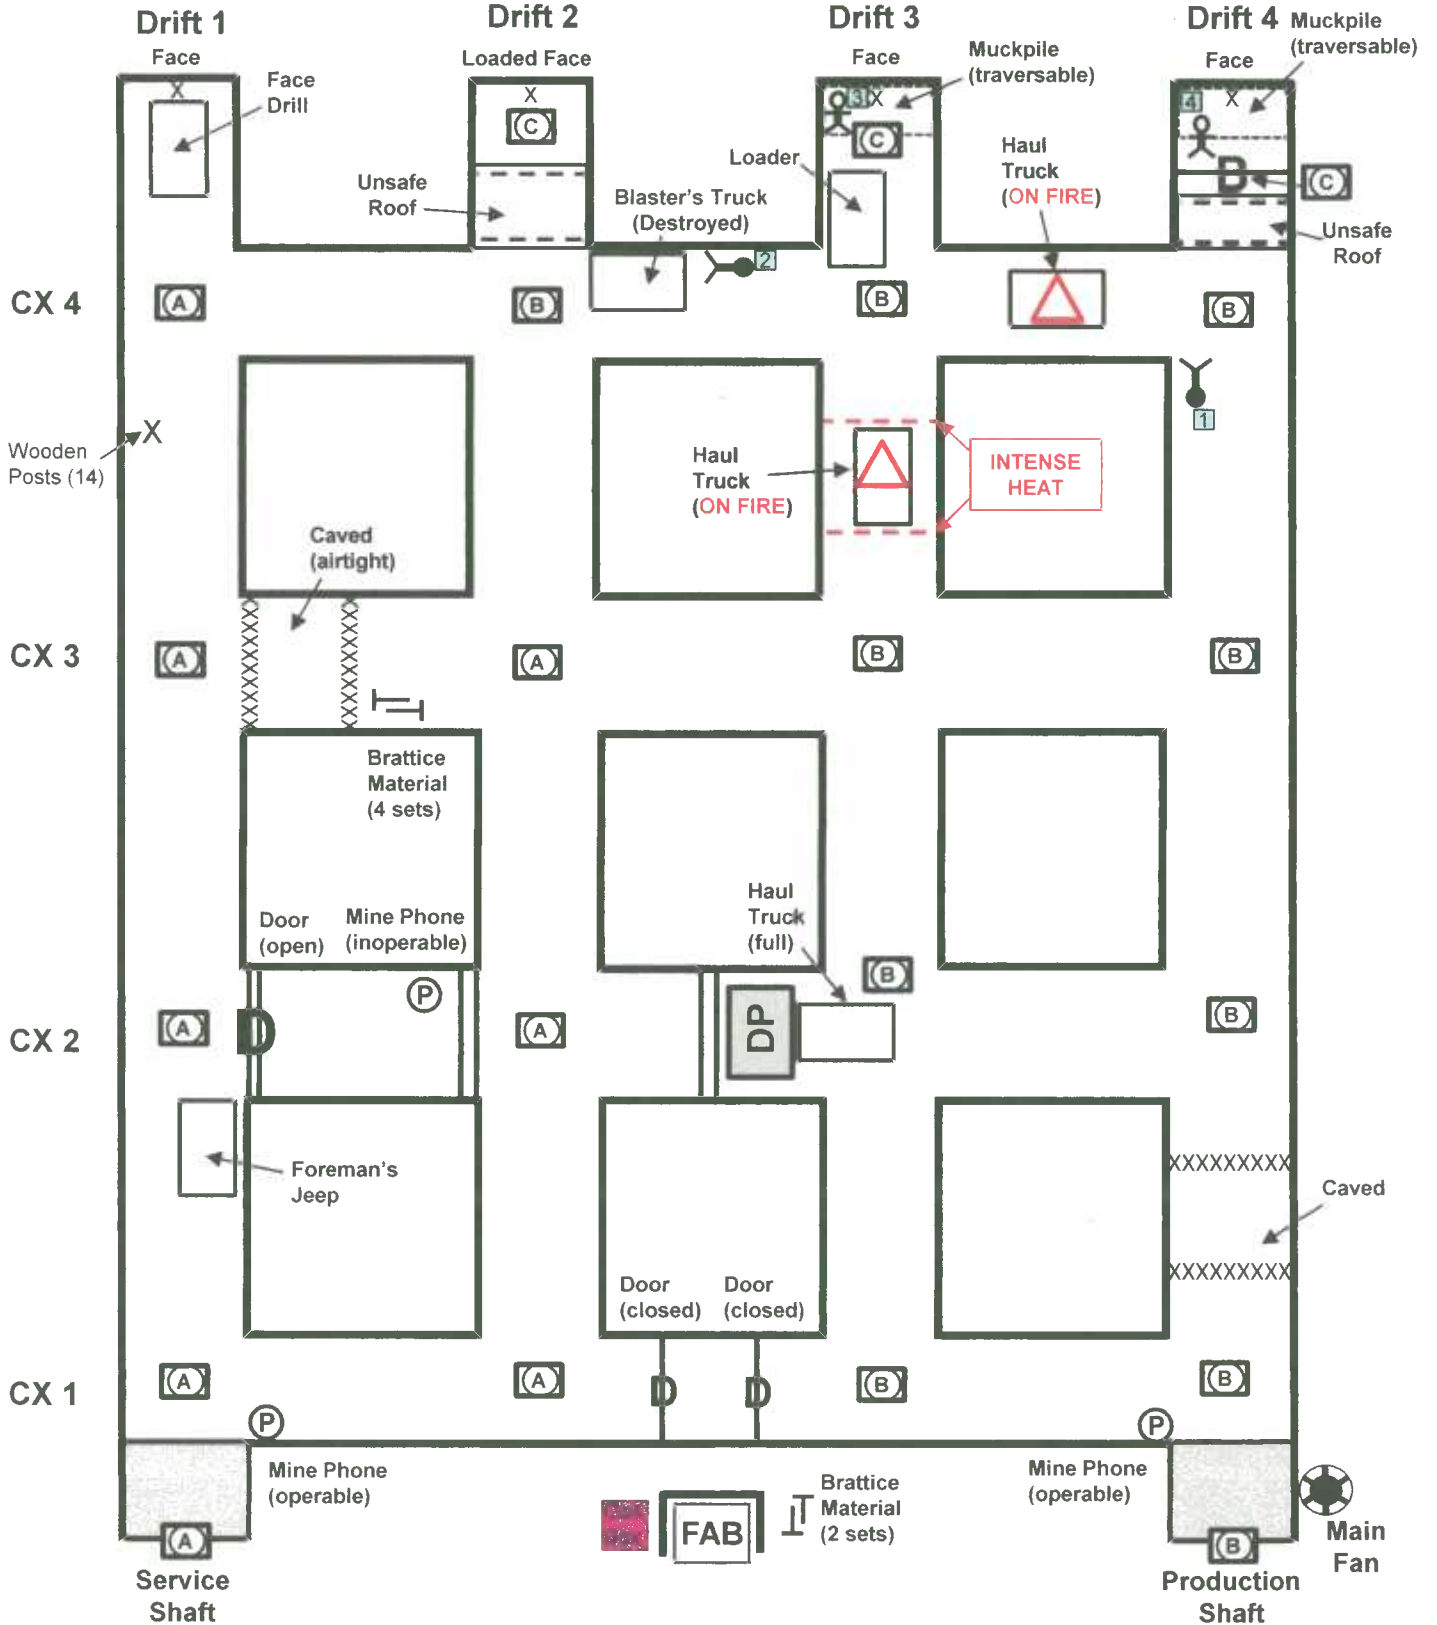 Drift 1
Drift 2
Drift 3
Drift 4
Face
Loaded Face
Face
Face
Muckpile
(traversable)
Muckpile
(traversable)
Face
Drill
X
X
X
X
3
4
C
C
C
Unsafe
Roof
Loader
Haul
Truck
(ON FIRE)
Blaster's Truck
(Destroyed)
D
Unsafe
Roof
2
CX 4
A
B
B
B
Wooden
Posts (14)
X
1
Haul
Truck
(ON FIRE)
INTENSE
HEAT
Caved
(airtight)
XXXXXXXXXX
XXXXXXXXXX
CX 3
A
A
B
B
Brattice
Material
(4 sets)
Door
(open)
Mine Phone
(inoperable)
Haul
Truck
(full)
P
B
CX 2
A
D
A
DP
B
Foreman's
Jeep
XXXXXXXXXX
Caved
XXXXXXXXXX
Door
(closed)
Door
(closed)
CX 1
A
A
D
D
B
B
P
P
Mine Phone
(operable)
Mine Phone
(operable)
Brattice
Material
(2 sets)
FAB
A
B
Main
Fan
Service
Shaft
Production
Shaft